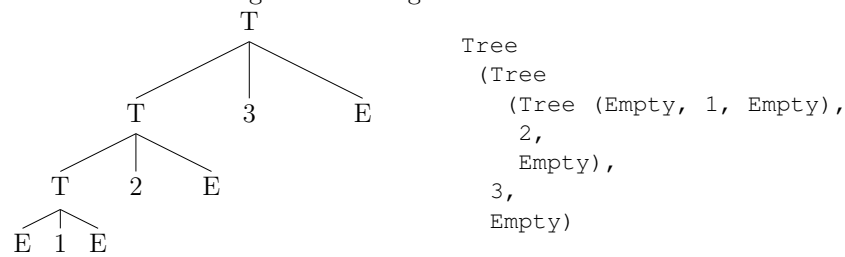 T
T 3 E
T 2 E
E 1 E
Tree
(Tree
(Tree (Empty, 1, Empty),
2,
Empty),
3,
Empty)